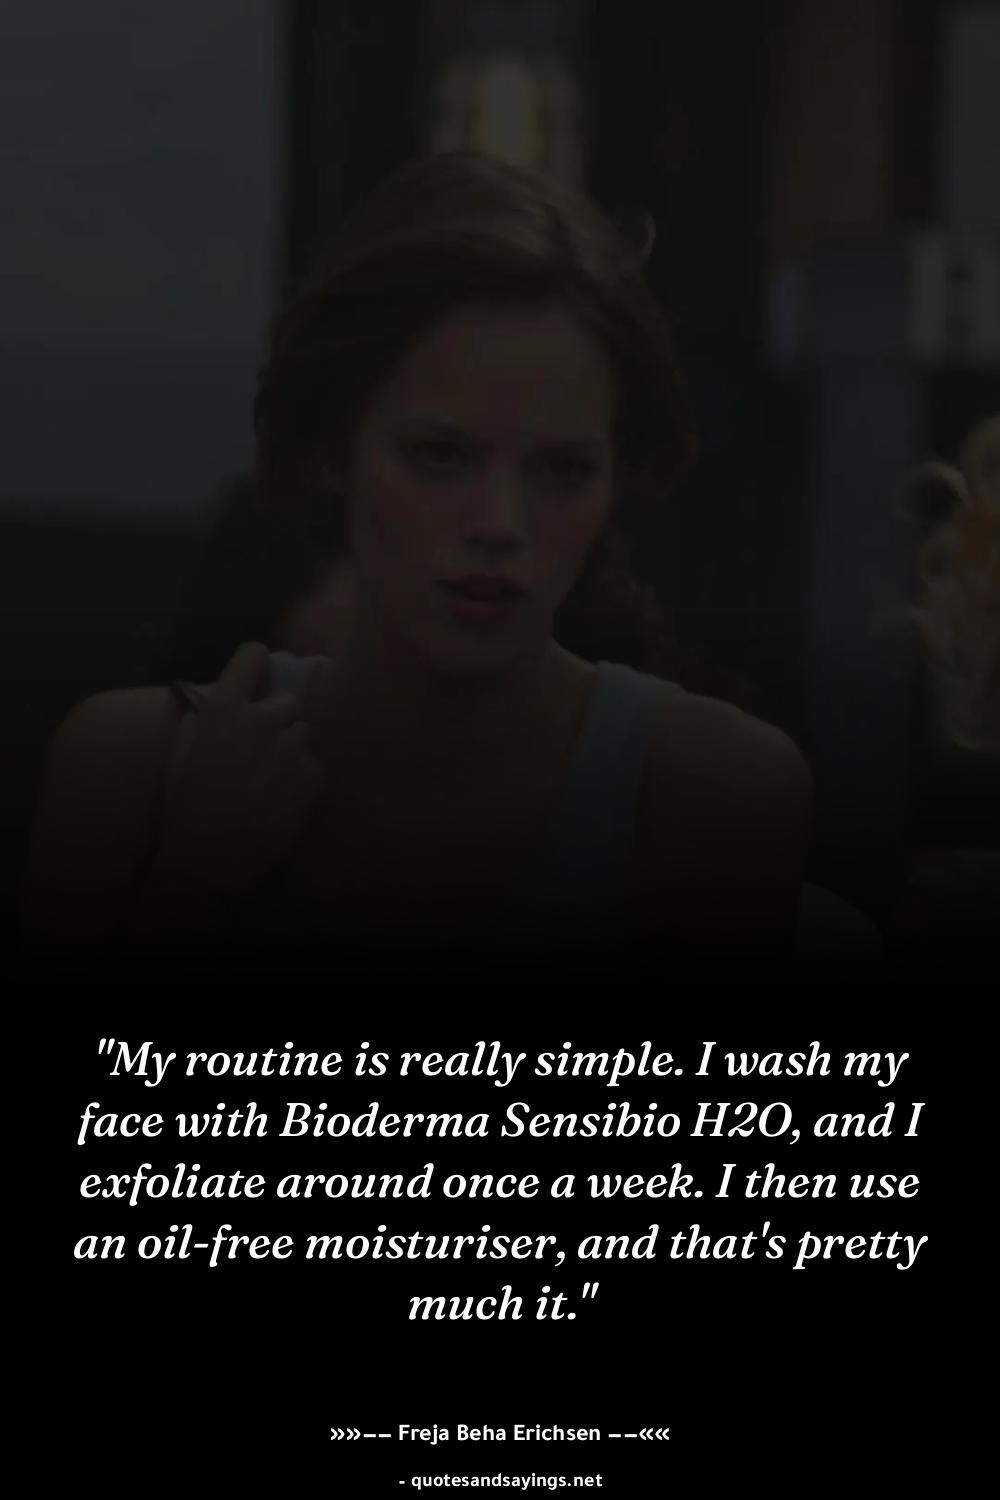 "My routine is really simple. I wash my
face with Bioderma Sensibio H2O, and I
exfoliate around once a week. I then use
an oil-free moisturiser, and that's pretty
much it."
»»–– Freja Beha Erichsen ––««
- quotesandsayings.net